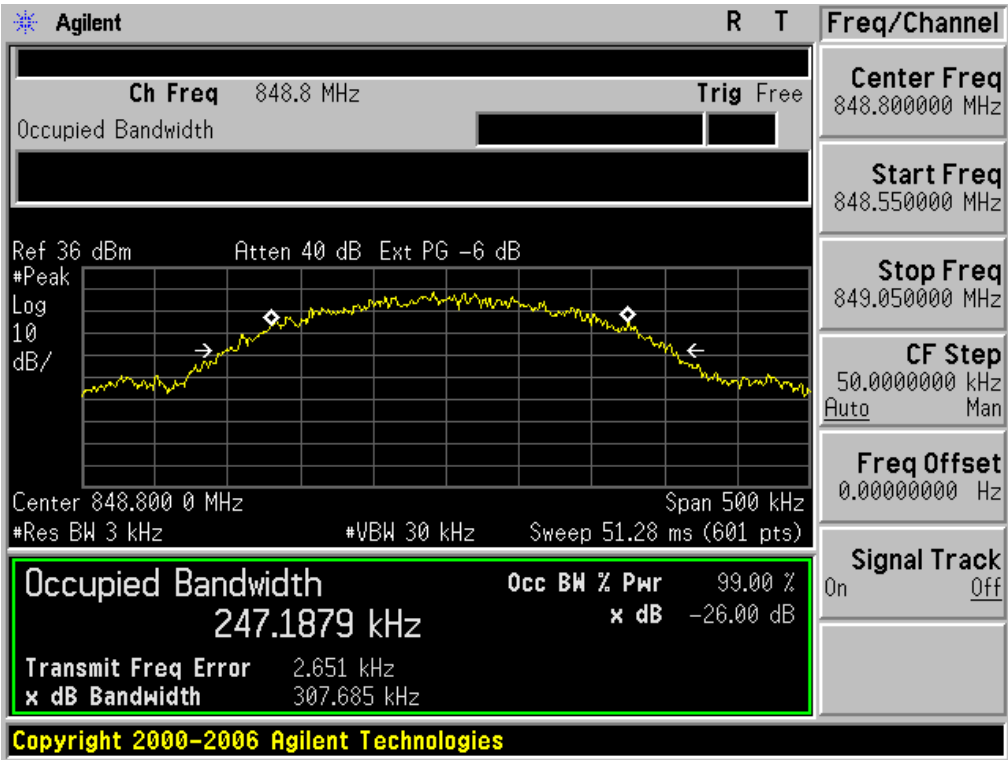 Agilent R T
Ch Freq 848.8 MHz Trig Free
Occupied Bandwidth
Ref 36 dBm Atten 40 dB Ext PG -6 dB
#Peak
Log
10
dB/
Center 848.800 0 MHz Span 500 kHz
#Res BW 3 kHz #VBW 30 kHz Sweep 51.28 ms (601 pts)
Occupied Bandwidth Occ BW % Pwr 99.00 %
247.1879 kHz x dB -26.00 dB
Transmit Freq Error 2.651 kHz
x dB Bandwidth 307.685 kHz
Copyright 2000-2006 Agilent Technologies
Freq/Channel
Center Freq
848.800000 MHz
Start Freq
848.550000 MHz
Stop Freq
849.050000 MHz
CF Step
50.0000000 kHz
Auto Man
Freq Offset
0.00000000 Hz
Signal Track
On Off